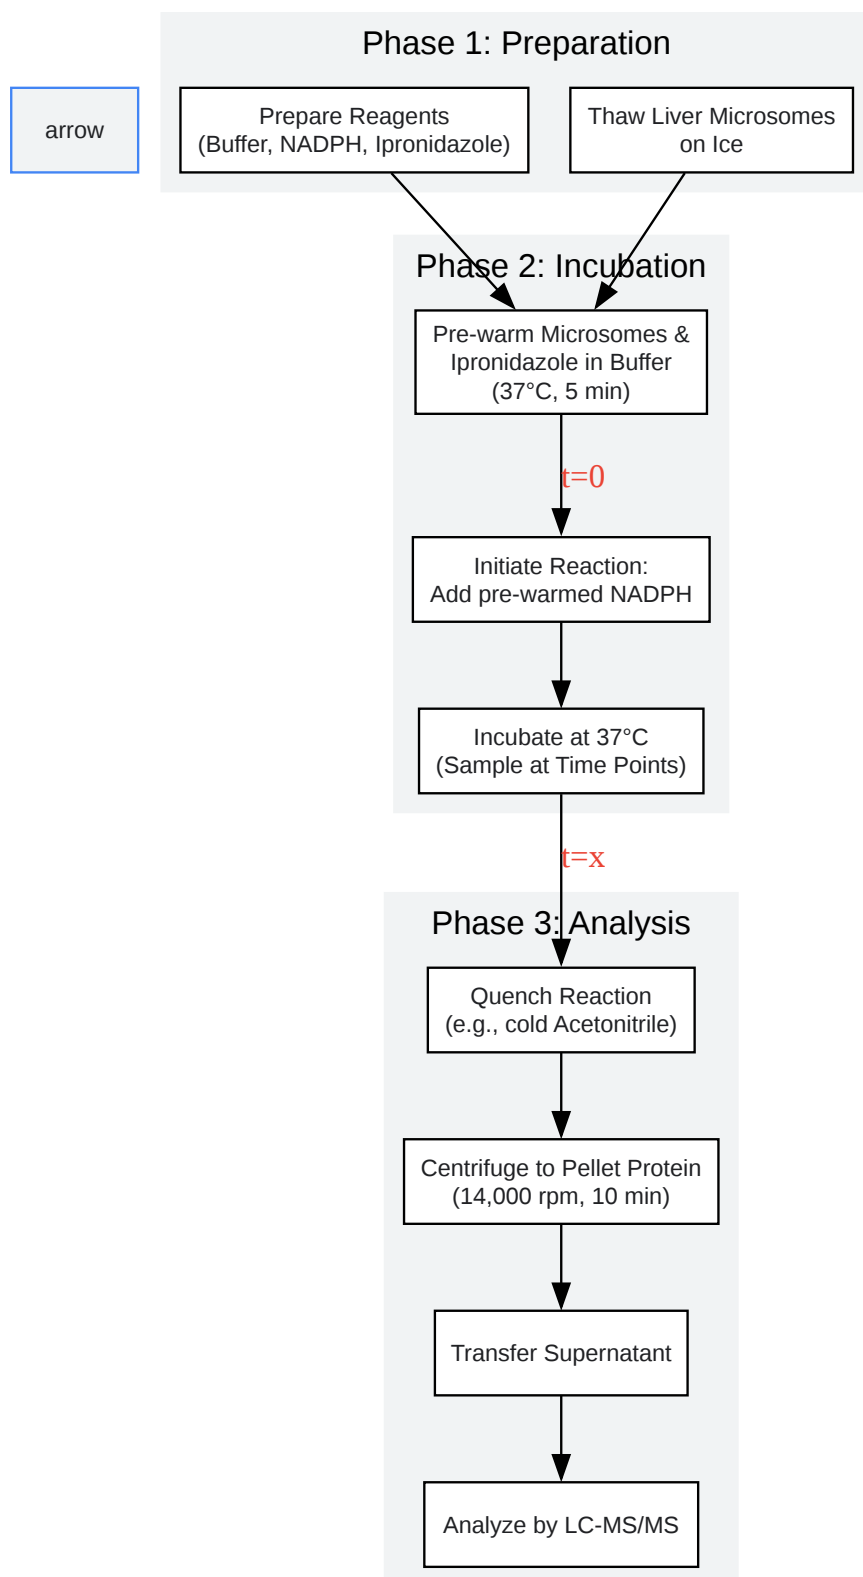 Phase 1: Preparation
arrow
Prepare Reagents
(Buffer, NADPH, Ipronidazole)
Thaw Liver Microsomes
on Ice
Phase 2: Incubation
Pre-warm Microsomes &
Ipronidazole in Buffer
(37°C, 5 min)
t=0
Initiate Reaction:
Add pre-warmed NADPH
Incubate at 37°C
(Sample at Time Points)
t=x
Phase 3: Analysis
Quench Reaction
(e.g., cold Acetonitrile)
Centrifuge to Pellet Protein
(14,000 rpm, 10 min)
Transfer Supernatant
Analyze by LC-MS/MS